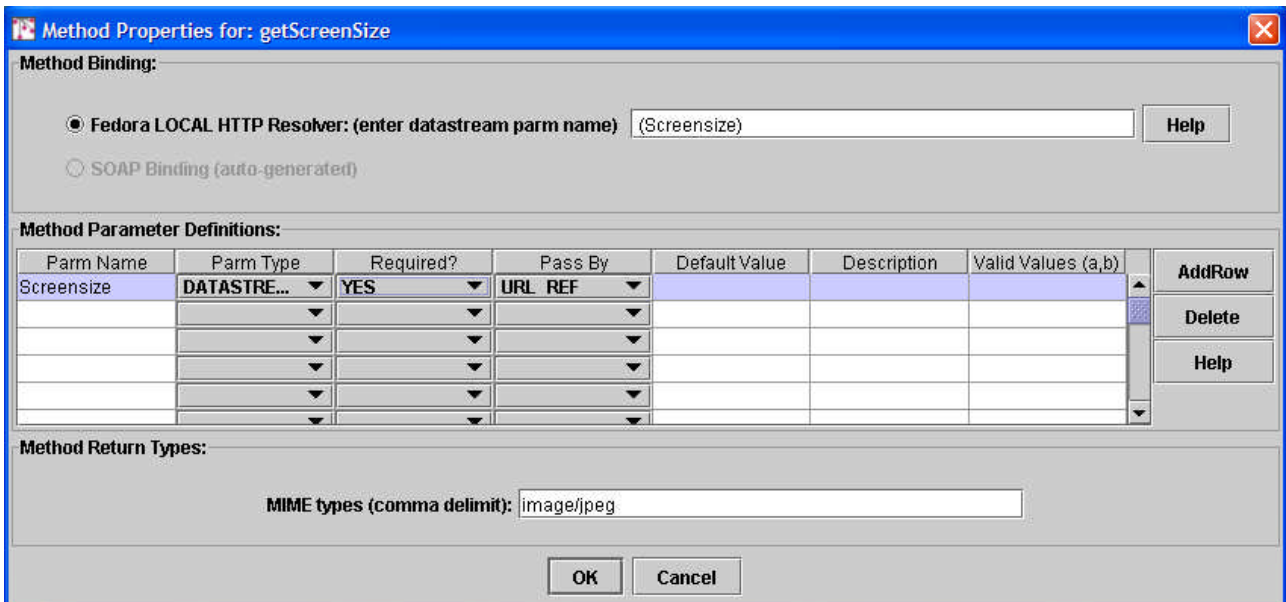 Method Properties for: getScreenSize
Method Binding:
Fedora LOCAL HTTP Resolver: (enter datastream parm name) (Screensize) Help
SOAP Binding (auto-generated)
Method Parameter Definitions:
Parm Name Parm Type Required? Pass By Default Value Description Valid Values (a,b) AddRow
Screensize DATASTRE... YES URL_REF
Delete
Help
Method Return Types:
MIME types (comma delimit): image/jpeg
OK Cancel